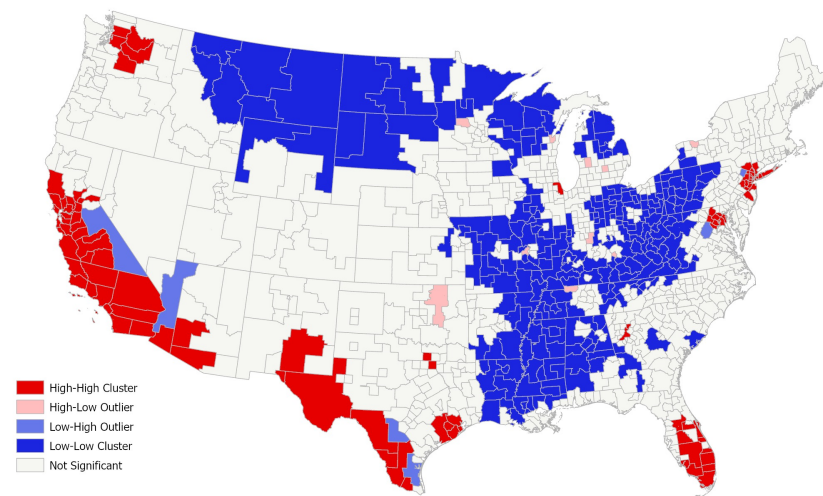 High-High Cluster
High-Low Outlier
Low-High Outlier
Low-Low Cluster
Not Significant